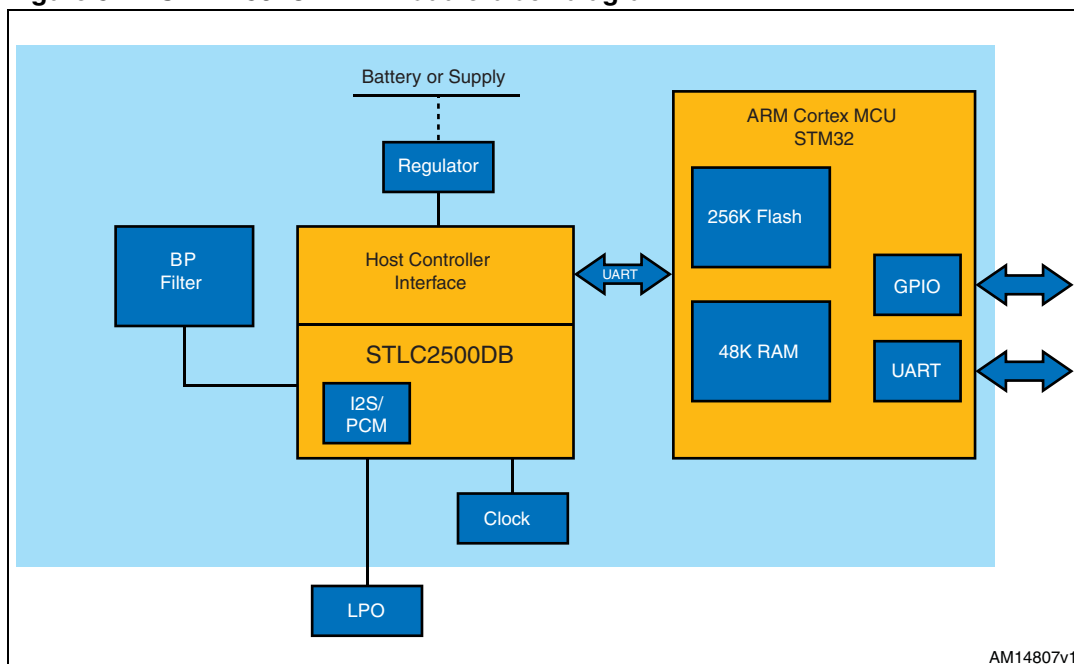 Battery or Supply
ARM Cortex MCU
STM32
Regulator
256K Flash
BP
Filter
Host Controller
Interface
UART
GPIO
STLC2500DB
48K RAM
UART
I2S/
PCM
Clock
LPO
AM14807v1